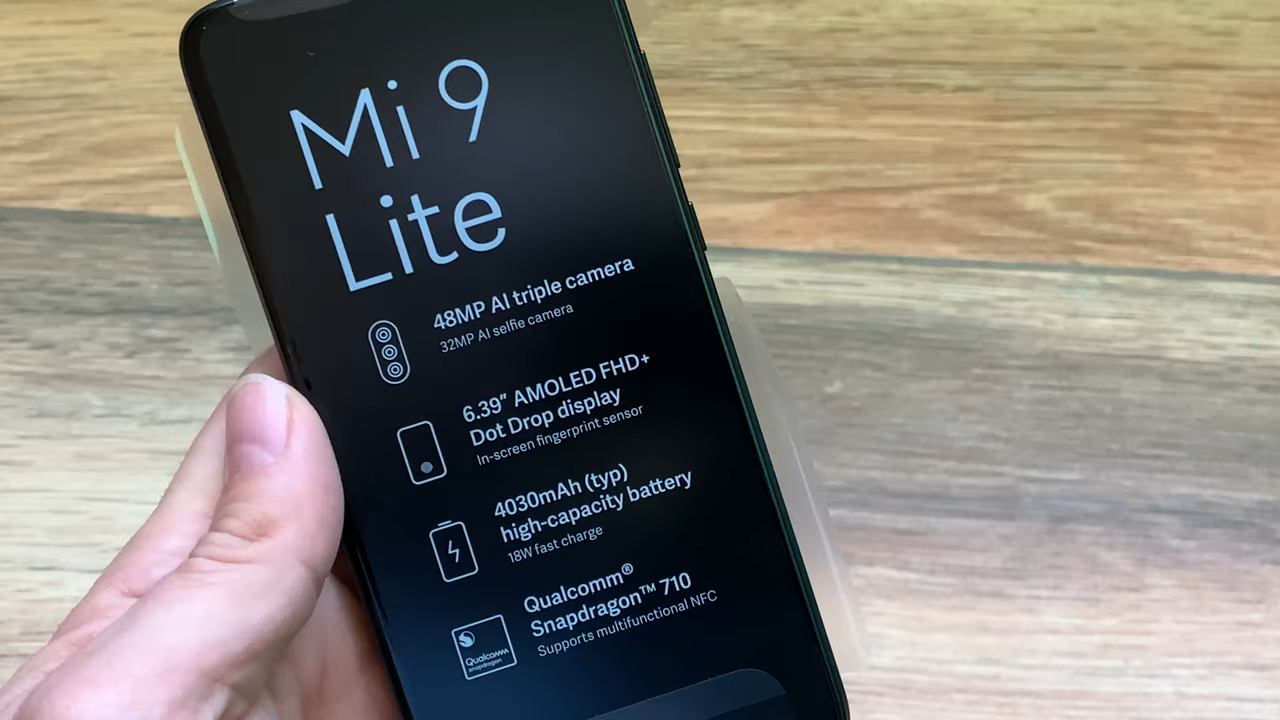 Mi 9
Lite
48MP AI triple camera
32MP AI selfie camera
6.39" AMOLED FHD+
Dot Drop display
In-screen fingerprint sensor
4030mAh (typ)
high-capacity battery
18W fast charge
Qualcomm®
Snapdragon™ 710
Supports multifunctional NFC
Qualcomm
snapdragon